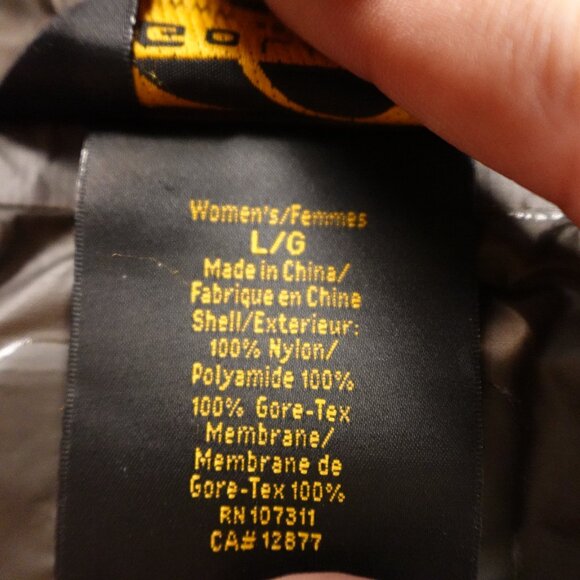 Women's/Femmes
L/G
Made in China/
Fabrique en Chine
Shell/Exterieur:
100% Nylon/
Polyamide 100%
100% Gore-Tex
Membrane/
Membrane de
Gore-Tex 100%
RN 107311
CA# 12877